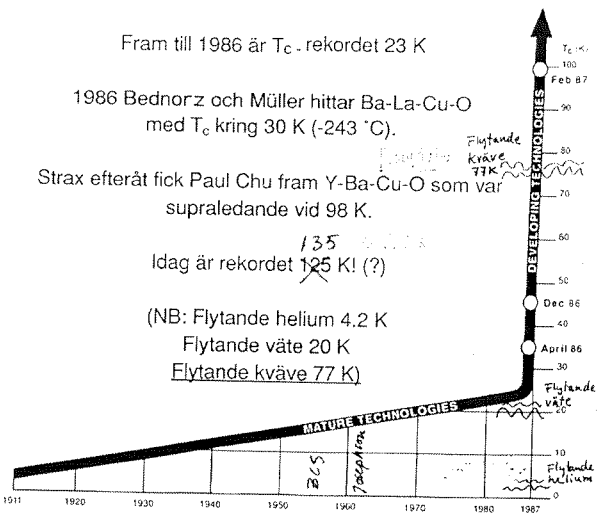 Fram till 1986 är Tc - rekordet 23 K
1986 Bednorz och Müller hittar Ba-La-Cu-O
med Tc kring 30 K (-243 °C).
Strax efteråt fick Paul Chu fram Y-Ba-Cu-O som var
supraledande vid 98 K.
135
Idag är rekordet 125 K! (?)
(NB: Flytande helium 4.2 K
Flytande väte 20 K
Flytande kväve 77 K)
Tc (K)
100
Feb 87
90
Flytande
kväve
77K
80
70
60
50
Dec 86
40
April 86
30
Flytande
väte
20
10
Flytande
helium
0
DEVELOPING TECHNOLOGIES
MATURE TECHNOLOGIES
BCS
Josephson
1911
1920
1930
1940
1950
1960
1970
1980
1987